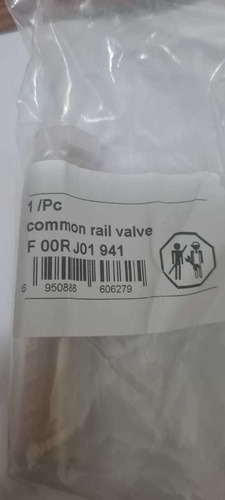 1 /Pc
common rail valve
F 00R J01 941
6 950888 606279